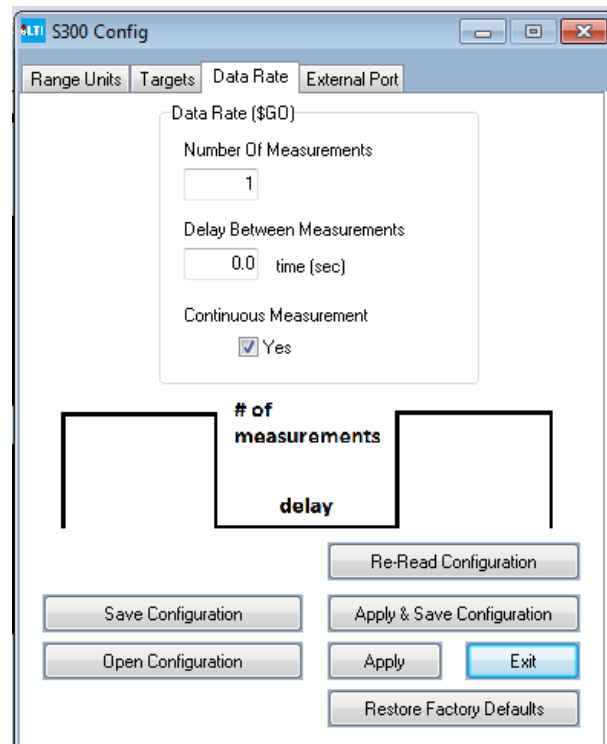 LTI S300 Config
Range Units Targets Data Rate External Port
Data Rate ($GO)
Number Of Measurements
1
Delay Between Measurements
0.0 time (sec)
Continuous Measurement
Yes
# of
measurements
delay
Re-Read Configuration
Save Configuration Apply & Save Configuration
Open Configuration Apply Exit
Restore Factory Defaults